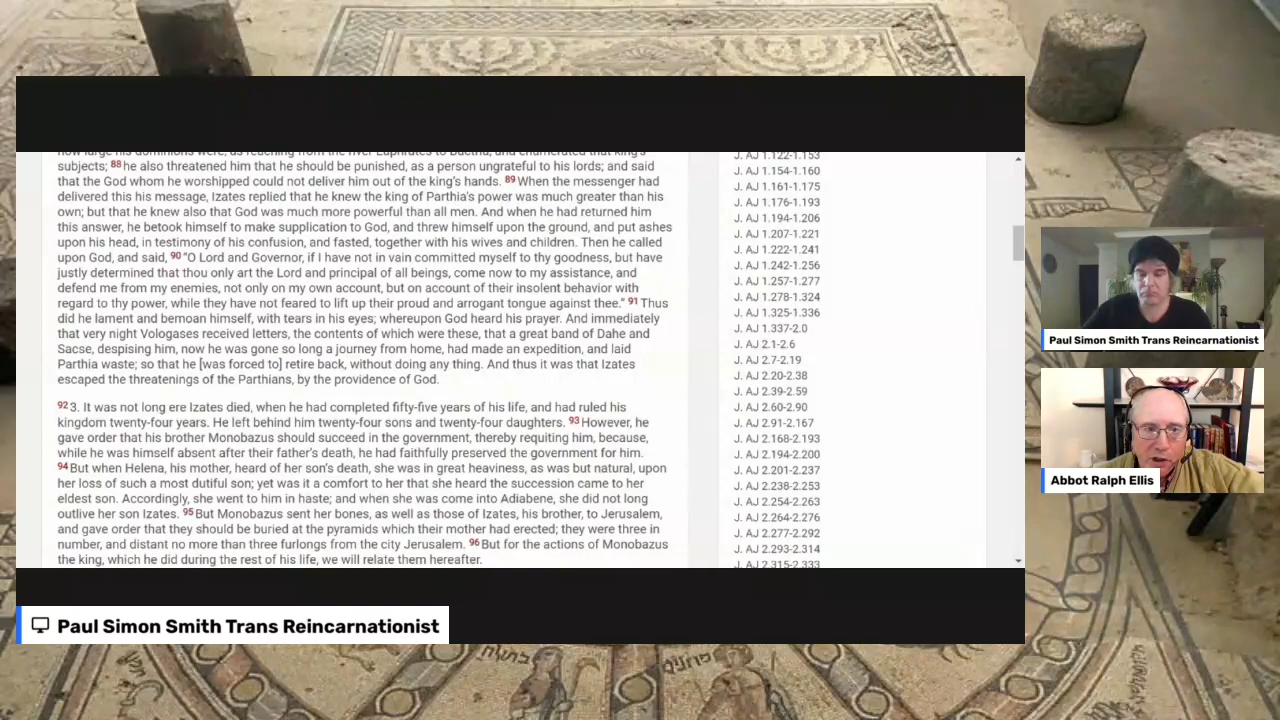 now large his dominions were, as reaching from the river Euphrates to Bactria, and enumerated that king's
subjects; 88 he also threatened him that he should be punished, as a person ungrateful to his lords; and said
that the God whom he worshipped could not deliver him out of the king's hands. 89 When the messenger had
delivered this his message, Izates replied that he knew the king of Parthia's power was much greater than his
own; but that he knew also that God was much more powerful than all men. And when he had returned him
this answer, he betook himself to make supplication to God, and threw himself upon the ground, and put ashes
upon his head, in testimony of his confusion, and fasted, together with his wives and children. Then he called
upon God, and said, 90 "O Lord and Governor, if I have not in vain committed myself to thy goodness, but have
justly determined that thou only art the Lord and principal of all beings, come now to my assistance, and
defend me from my enemies, not only on my own account, but on account of their insolent behavior with
regard to thy power, while they have not feared to lift up their proud and arrogant tongue against thee." 91 Thus
did he lament and bemoan himself, with tears in his eyes; whereupon God heard his prayer. And immediately
that very night Vologases received letters, the contents of which were these, that a great band of Dahe and
Sacse, despising him, now he was gone so long a journey from home, had made an expedition, and laid
Parthia waste; so that he [was forced to] retire back, without doing any thing. And thus it was that Izates
escaped the threatenings of the Parthians, by the providence of God.
92 3. It was not long ere Izates died, when he had completed fifty-five years of his life, and had ruled his
kingdom twenty-four years. He left behind him twenty-four sons and twenty-four daughters. 93 However, he
gave order that his brother Monobazus should succeed in the government, thereby requiting him, because,
while he was himself absent after their father's death, he had faithfully preserved the government for him.
94 But when Helena, his mother, heard of her son's death, she was in great heaviness, as was but natural, upon
her loss of such a most dutiful son; yet was it a comfort to her that she heard the succession came to her
eldest son. Accordingly, she went to him in haste; and when she was come into Adiabene, she did not long
outlive her son Izates. 95 But Monobazus sent her bones, as well as those of Izates, his brother, to Jerusalem,
and gave order that they should be buried at the pyramids which their mother had erected; they were three in
number, and distant no more than three furlongs from the city Jerusalem. 96 But for the actions of Monobazus
the king, which he did during the rest of his life, we will relate them hereafter.
J. AJ 1.122-1.153
J. AJ 1.154-1.160
J. AJ 1.161-1.175
J. AJ 1.176-1.193
J. AJ 1.194-1.206
J. AJ 1.207-1.221
J. AJ 1.222-1.241
J. AJ 1.242-1.256
J. AJ 1.257-1.277
J. AJ 1.278-1.324
J. AJ 1.325-1.336
J. AJ 1.337-2.0
J. AJ 2.1-2.6
J. AJ 2.7-2.19
J. AJ 2.20-2.38
J. AJ 2.39-2.59
J. AJ 2.60-2.90
J. AJ 2.91-2.167
J. AJ 2.168-2.193
J. AJ 2.194-2.200
J. AJ 2.201-2.237
J. AJ 2.238-2.253
J. AJ 2.254-2.263
J. AJ 2.264-2.276
J. AJ 2.277-2.292
J. AJ 2.293-2.314
J. AJ 2.315-2.333
Paul Simon Smith Trans Reincarnationist
Abbot Ralph Ellis
Paul Simon Smith Trans Reincarnationist
בתולה
מאזנים